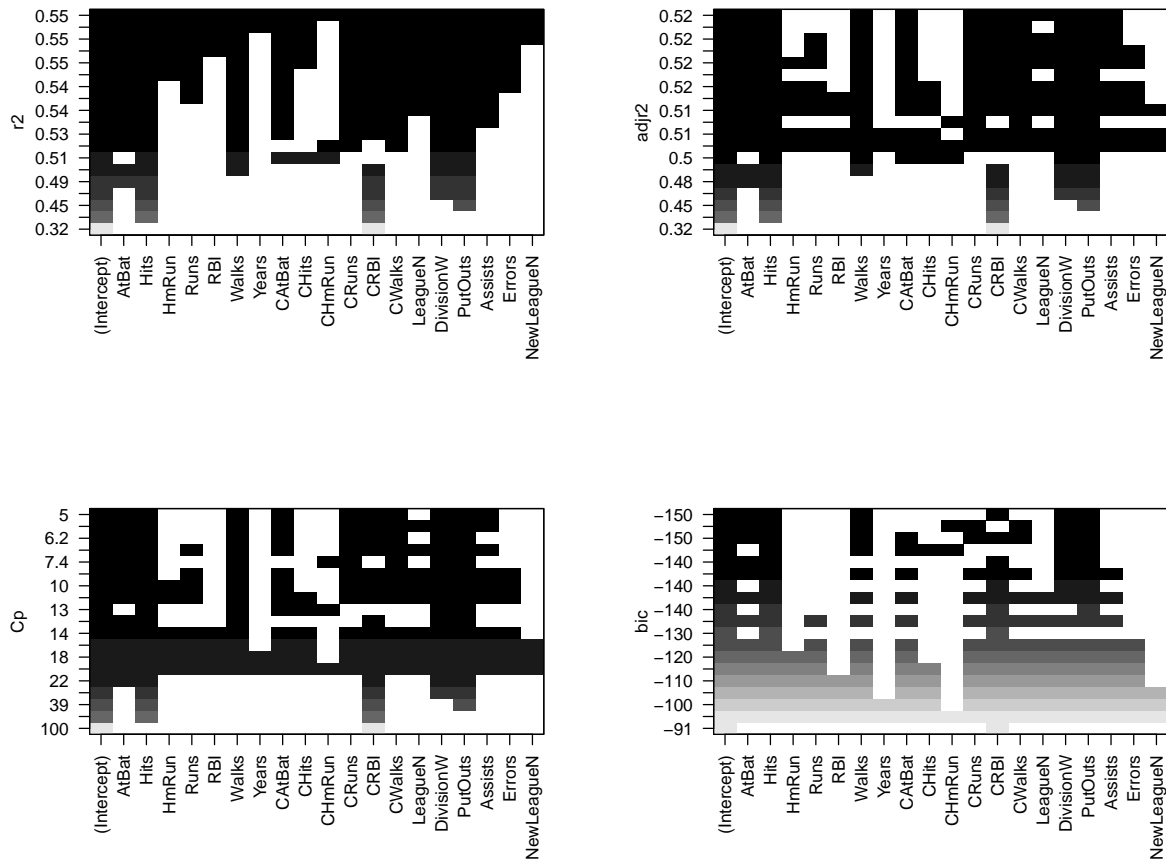 0.55
0.55
0.55
0.54
0.54
0.53
0.51
0.49
0.45
0.32
r2
(Intercept)
AtBat
Hits
HmRun
Runs
RBI
Walks
Years
CAtBat
CHits
CHmRun
CRuns
CRBI
CWalks
LeagueN
DivisionW
PutOuts
Assists
Errors
NewLeagueN
0.52
0.52
0.52
0.52
0.51
0.51
0.5
0.48
0.45
0.32
adjr2
(Intercept)
AtBat
Hits
HmRun
Runs
RBI
Walks
Years
CAtBat
CHits
CHmRun
CRuns
CRBI
CWalks
LeagueN
DivisionW
PutOuts
Assists
Errors
NewLeagueN
5
6.2
7.4
10
13
14
18
22
39
100
Cp
(Intercept)
AtBat
Hits
HmRun
Runs
RBI
Walks
Years
CAtBat
CHits
CHmRun
CRuns
CRBI
CWalks
LeagueN
DivisionW
PutOuts
Assists
Errors
NewLeagueN
−150
−150
−140
−140
−140
−130
−120
−110
−100
−91
bic
(Intercept)
AtBat
Hits
HmRun
Runs
RBI
Walks
Years
CAtBat
CHits
CHmRun
CRuns
CRBI
CWalks
LeagueN
DivisionW
PutOuts
Assists
Errors
NewLeagueN